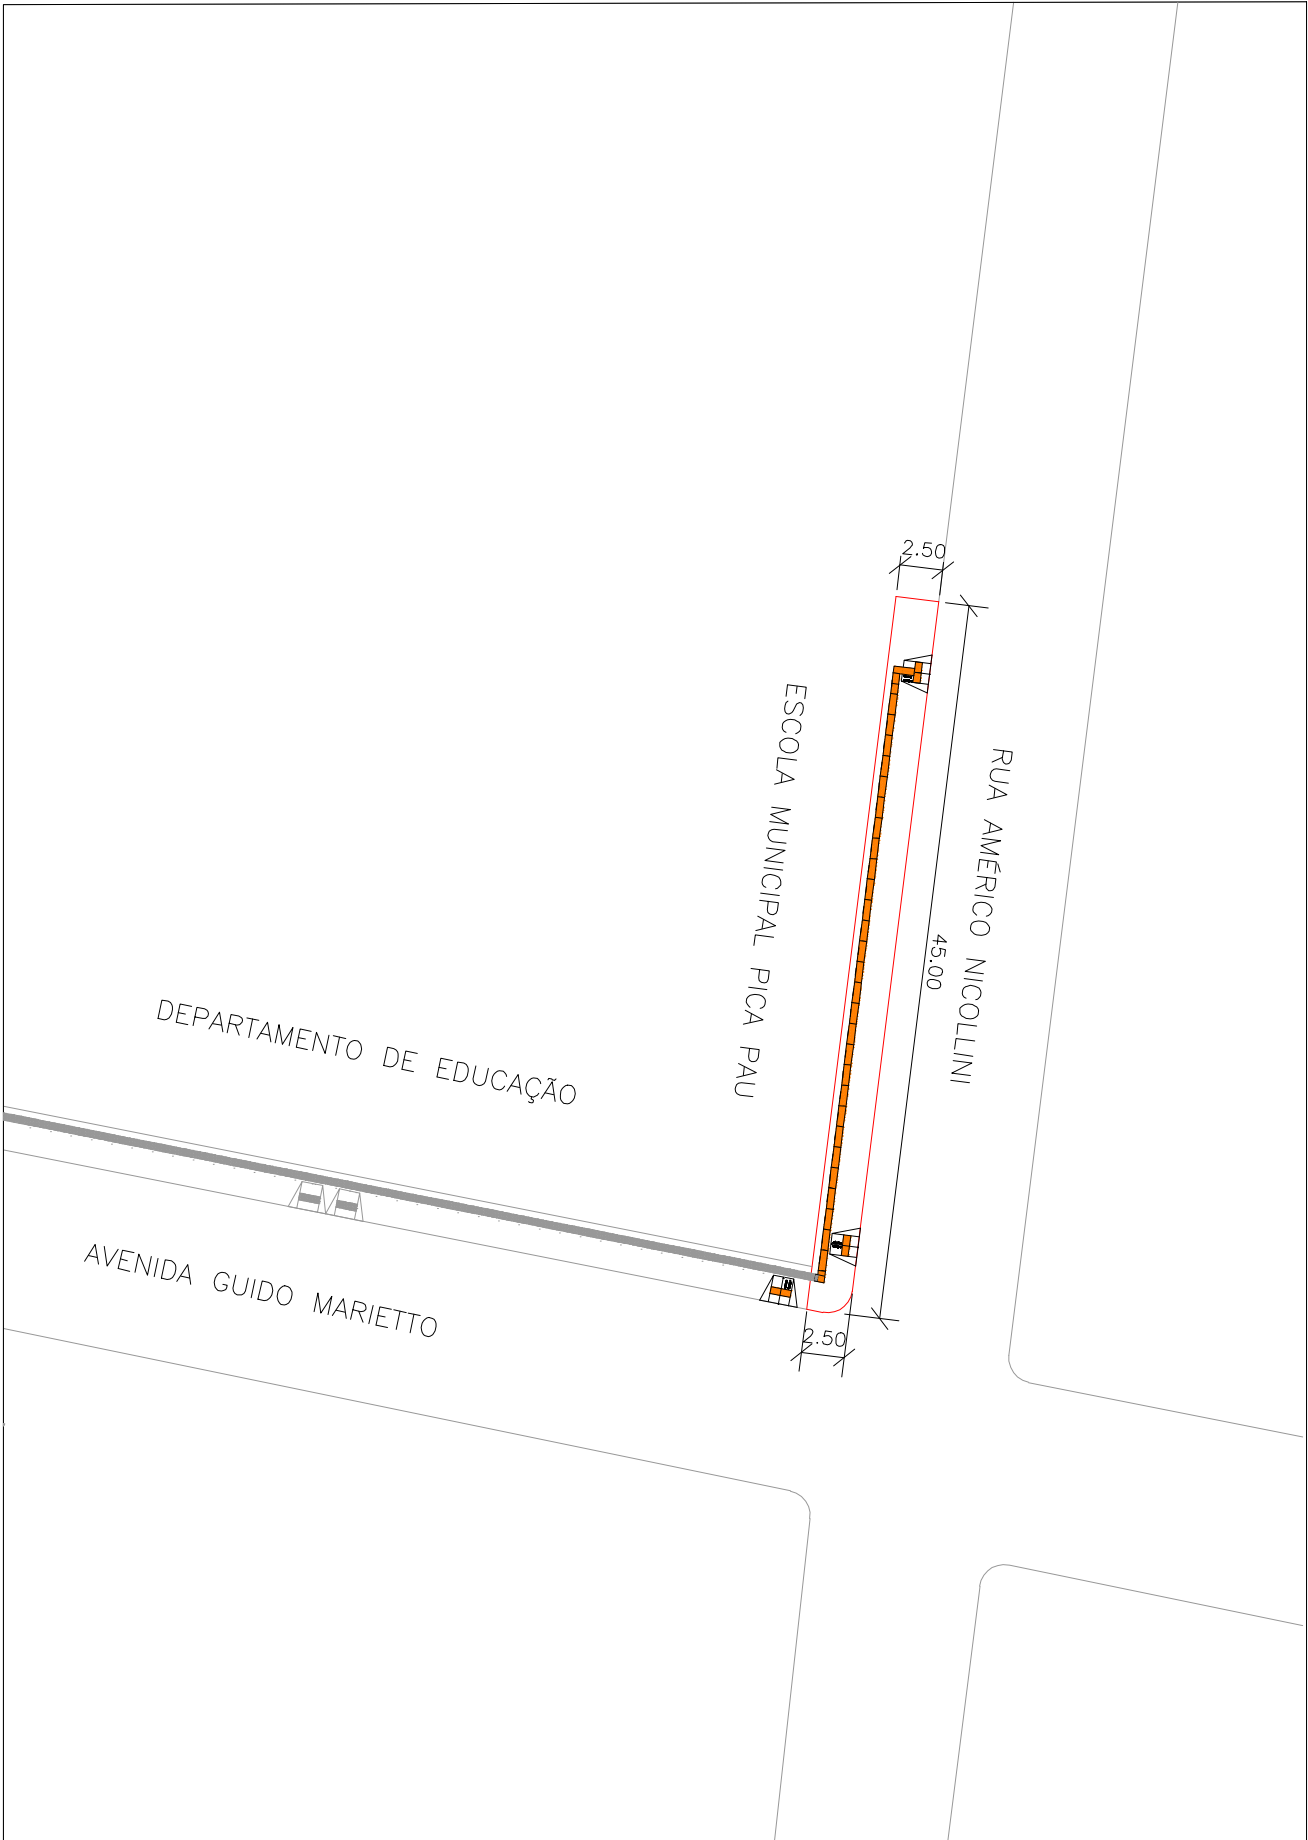 2.50
RUA AMÉRICO NICOLLINI
45.00
ESCOLA MUNICIPAL PICA PAU
DEPARTAMENTO DE EDUCAÇÃO
AVENIDA GUIDO MARIETTO
2.50